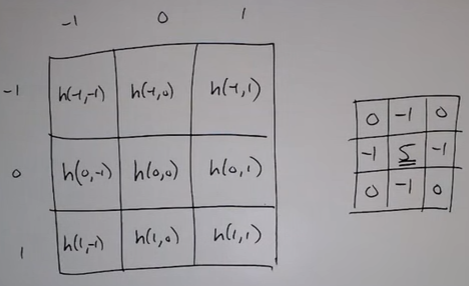 -1 0 1
-1 h(-1,-1) h(-1,0) h(-1,1)
0 h(0,-1) h(0,0) h(0,1)
1 h(1,-1) h(1,0) h(1,1)
0 -1 0
-1 5 -1
0 -1 0